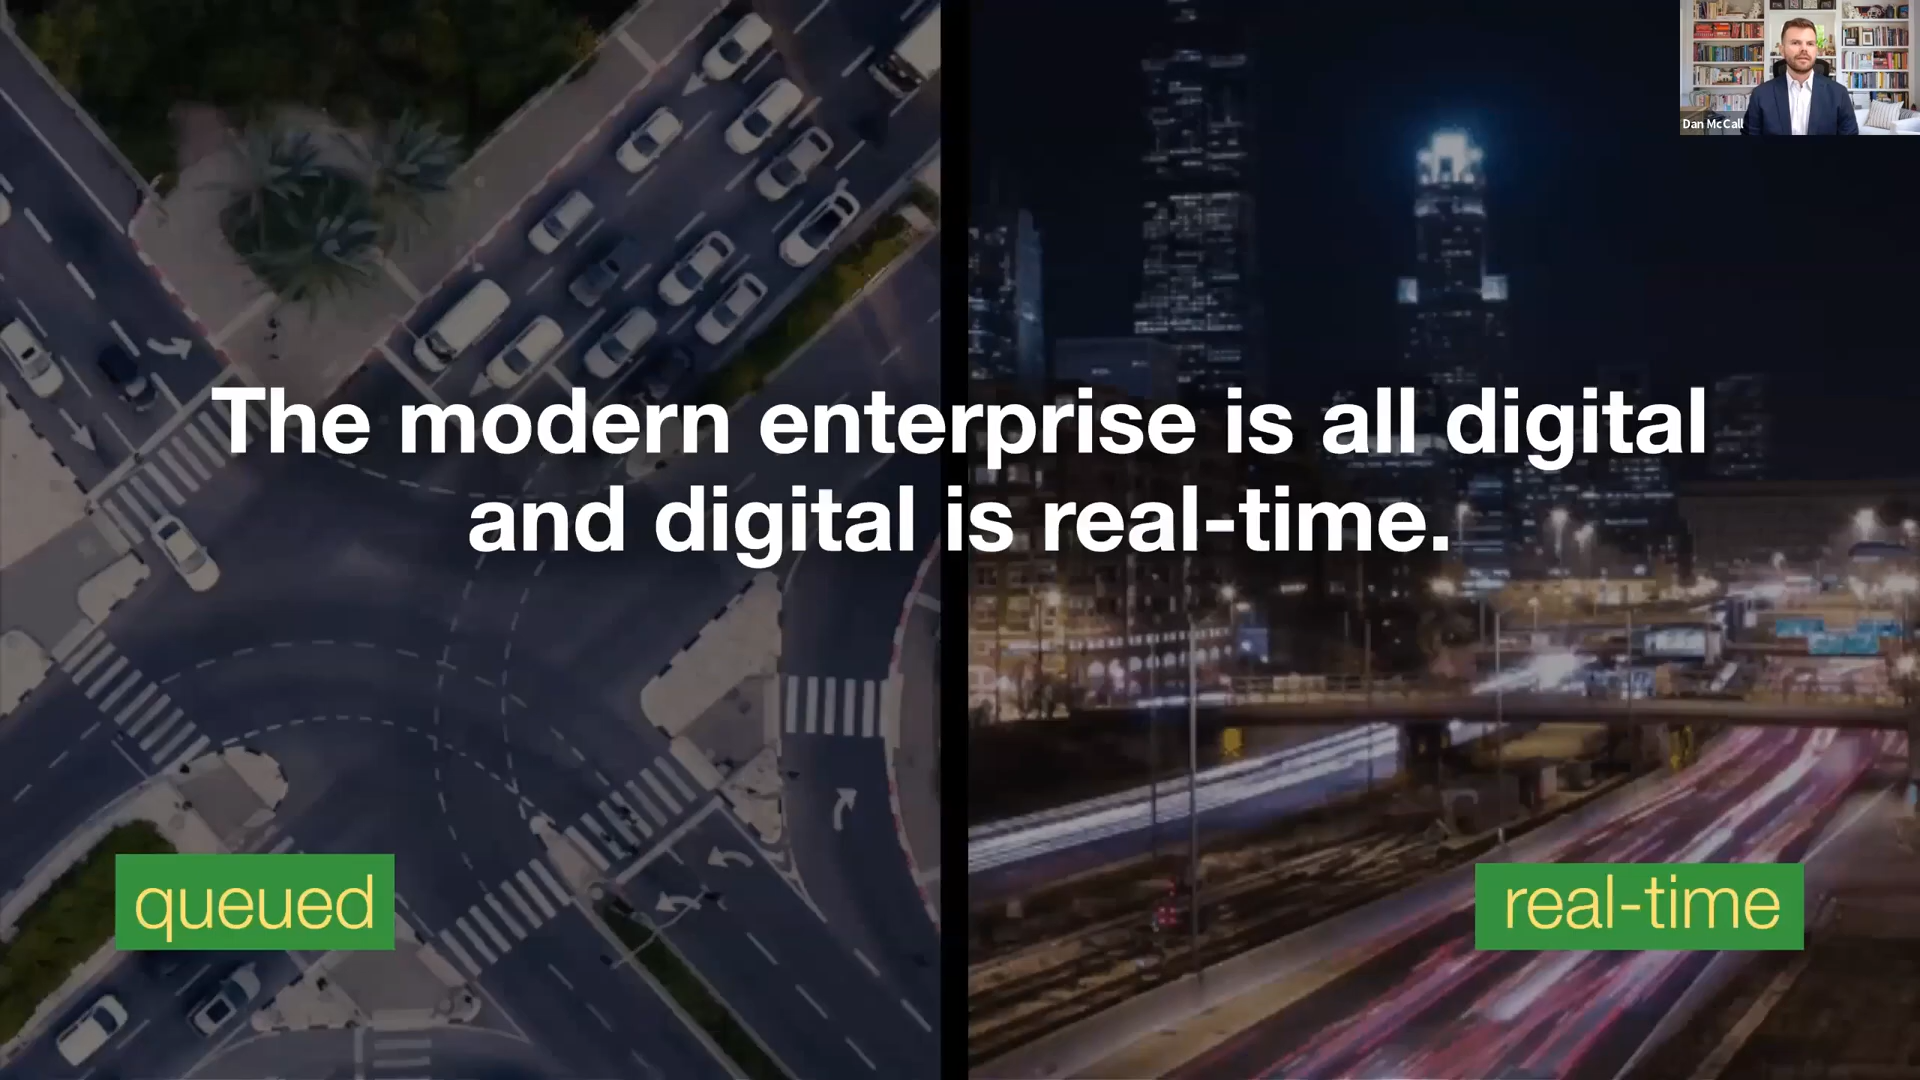 Dan McCall
The modern enterprise is all digital
and digital is real-time.
queued
real-time